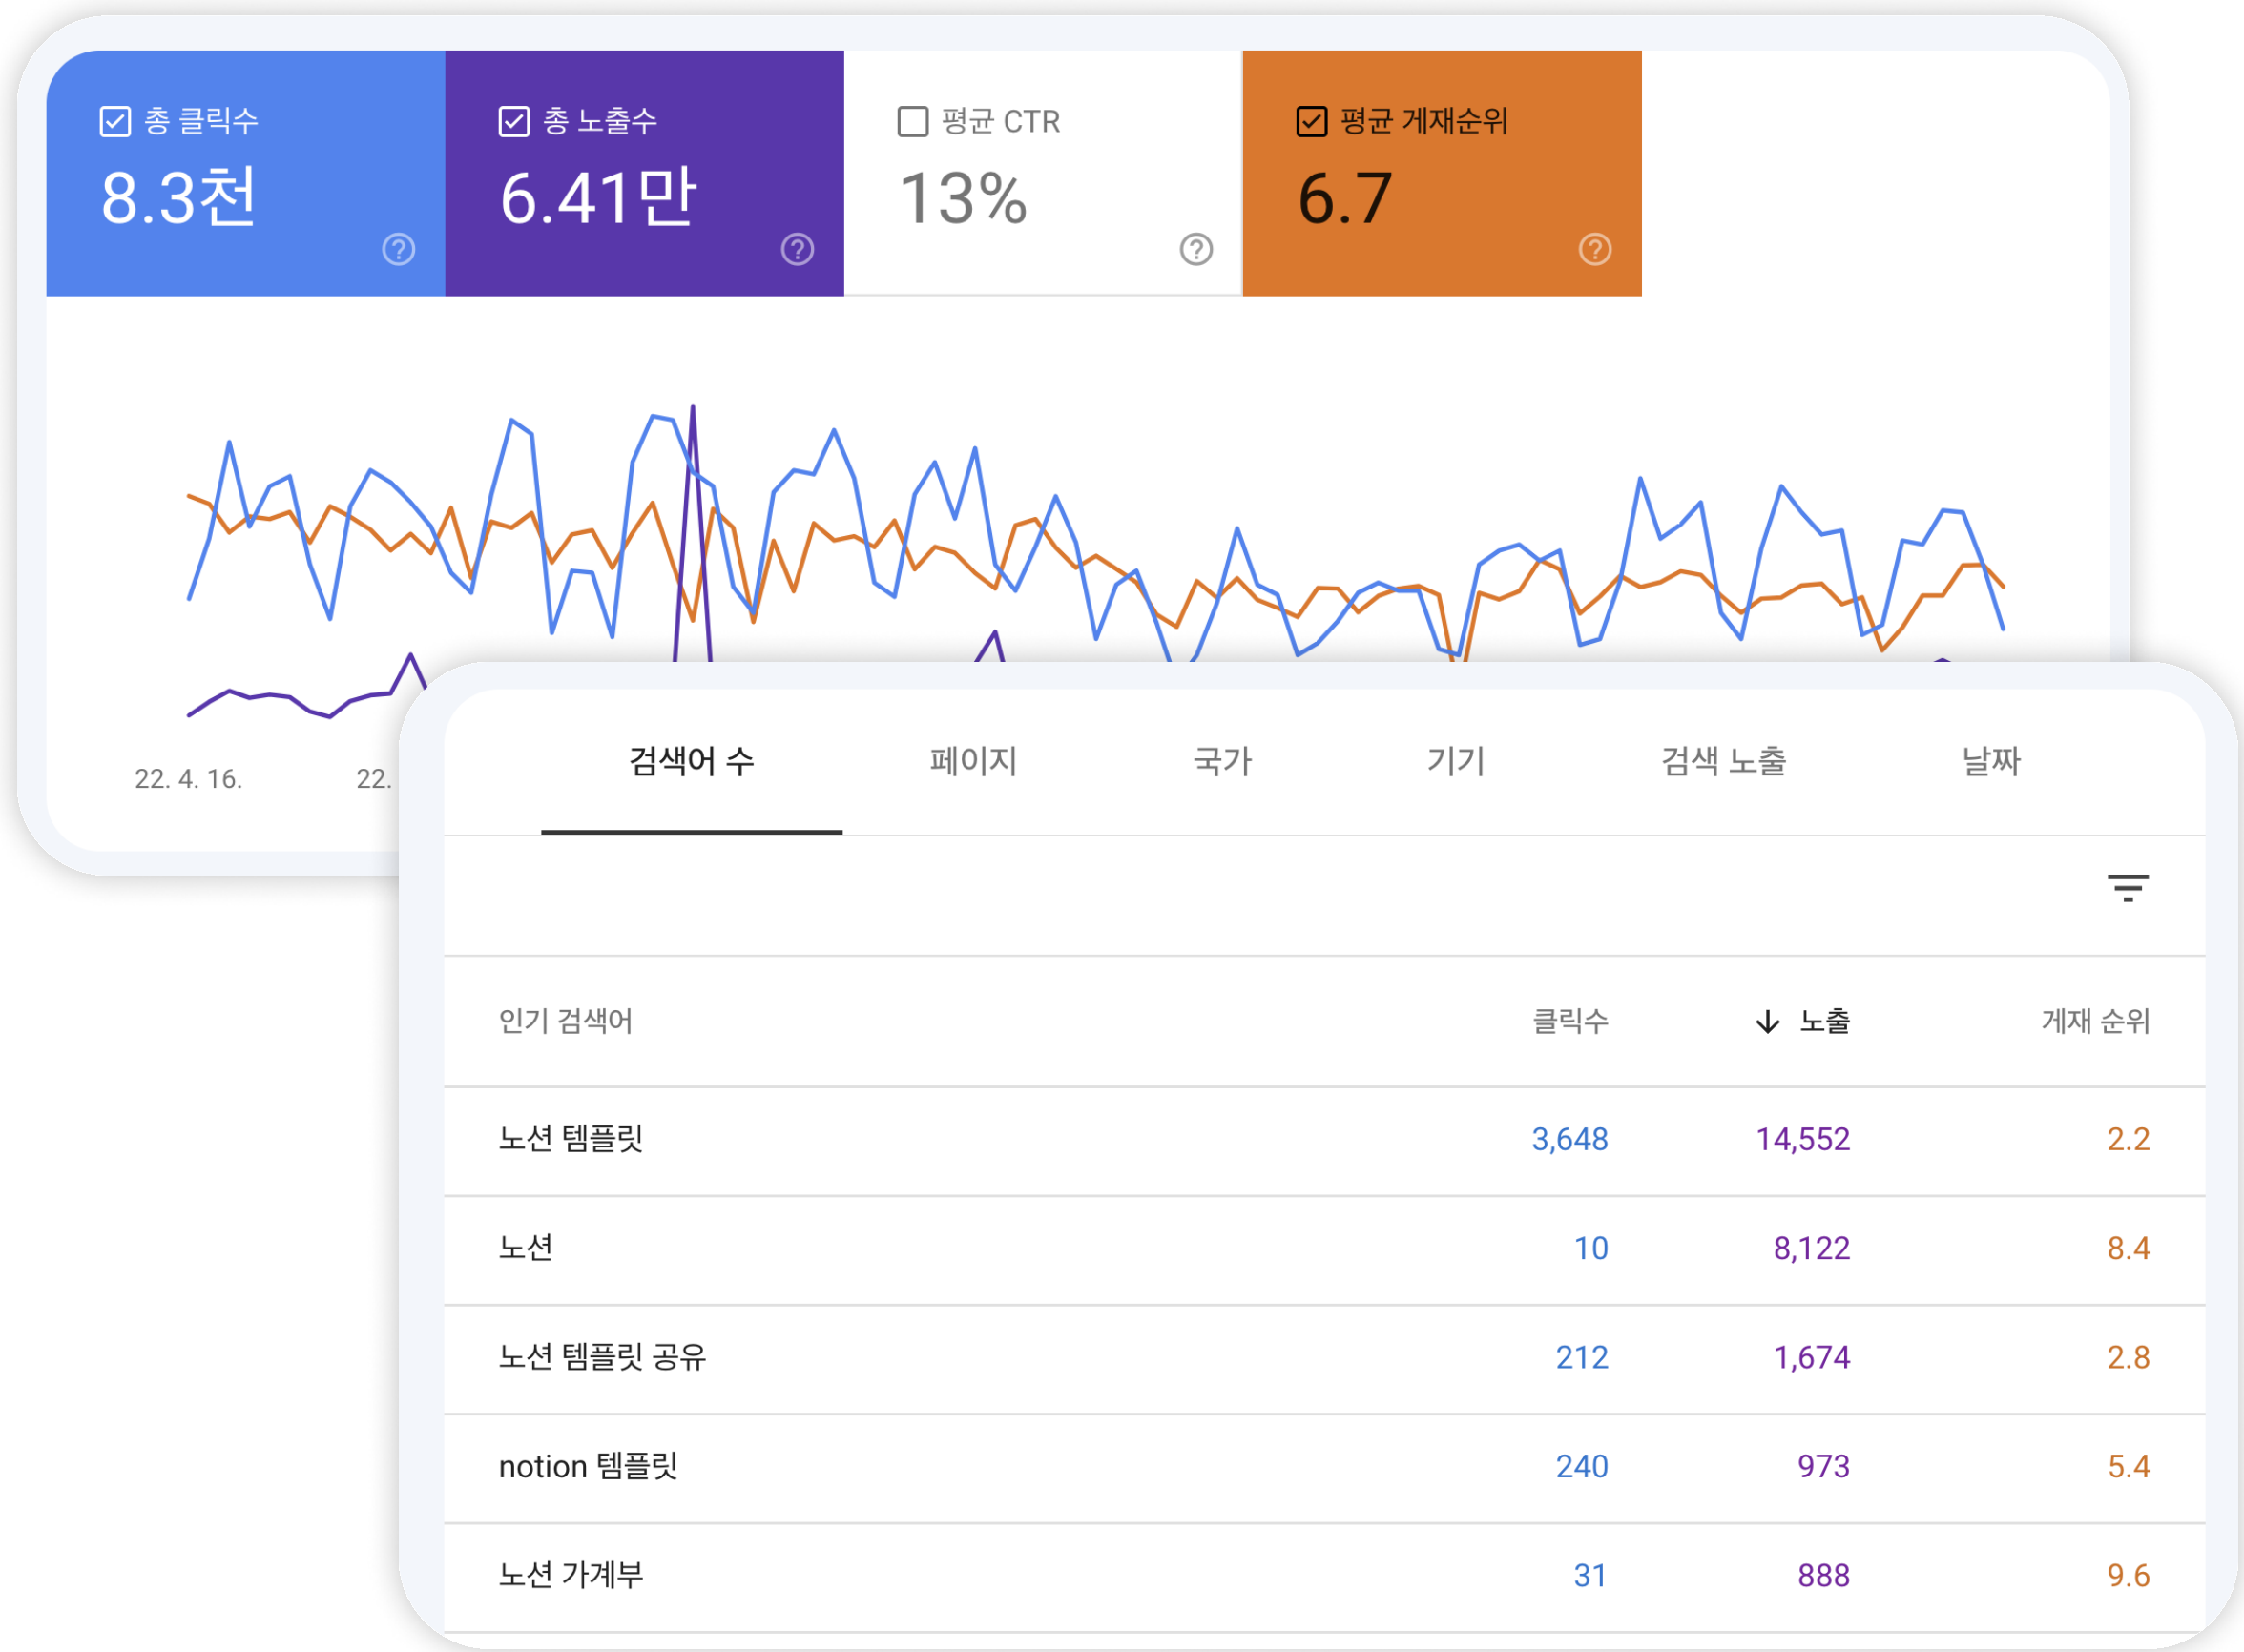 총 클릭수
8.3천
총 노출수
6.41만
평균 CTR
13%
평균 게재순위
6.7
22. 4. 16.
22.
검색어 수 페이지 국가 기기 검색 노출 날짜
인기 검색어 클릭수 노출 게재 순위
노션 템플릿 3,648 14,552 2.2
노션 10 8,122 8.4
노션 템플릿 공유 212 1,674 2.8
notion 템플릿 240 973 5.4
노션 가계부 31 888 9.6